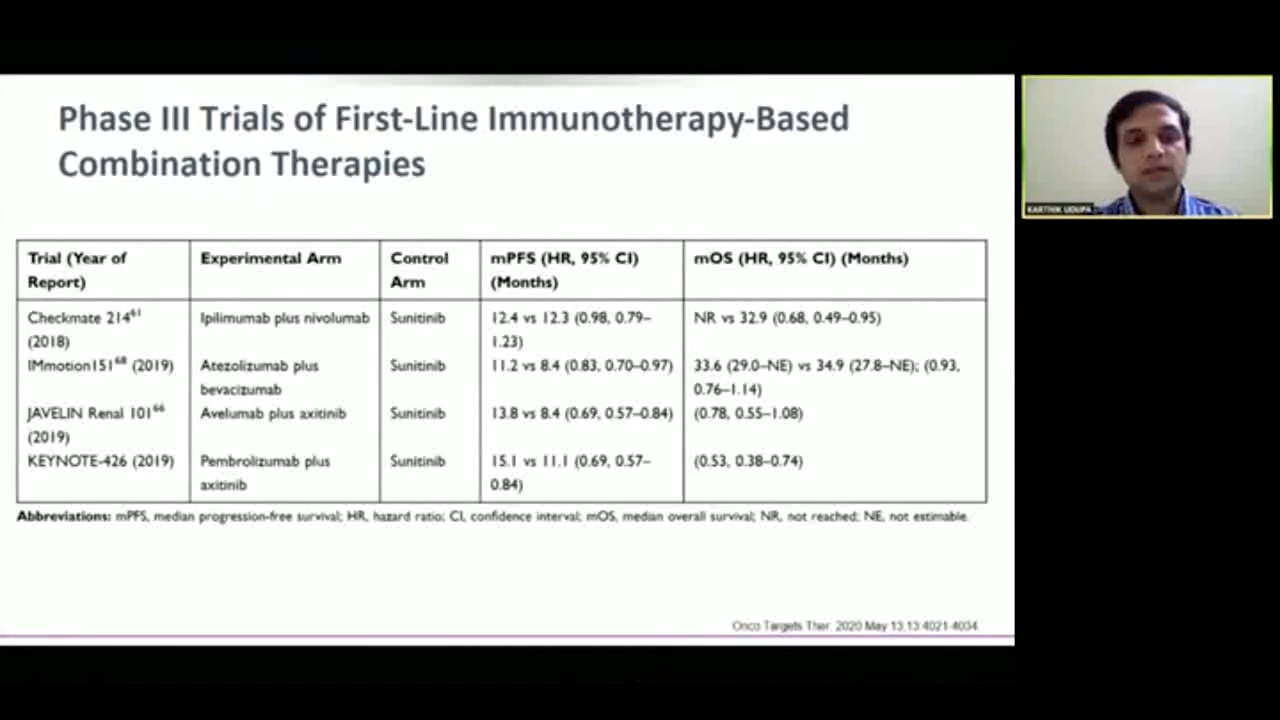 Phase III Trials of First-Line Immunotherapy-Based
Combination Therapies
KARTHIK UDUPA
Trial (Year of
Report)
Experimental Arm
Control
Arm
mPFS (HR, 95% CI)
(Months)
mOS (HR, 95% CI) (Months)
Checkmate 214⁶¹
(2018)
Ipilimumab plus nivolumab
Sunitinib
12.4 vs 12.3 (0.98, 0.79–
1.23)
NR vs 32.9 (0.68, 0.49–0.95)
IMmotion151⁶⁸ (2019)
Atezolizumab plus
bevacizumab
Sunitinib
11.2 vs 8.4 (0.83, 0.70–0.97)
33.6 (29.0–NE) vs 34.9 (27.8–NE); (0.93,
0.76–1.14)
JAVELIN Renal 101⁶⁶
(2019)
Avelumab plus axitinib
Sunitinib
13.8 vs 8.4 (0.69, 0.57–0.84)
(0.78, 0.55–1.08)
KEYNOTE-426 (2019)
Pembrolizumab plus
axitinib
Sunitinib
15.1 vs 11.1 (0.69, 0.57–
0.84)
(0.53, 0.38–0.74)
Abbreviations: mPFS, median progression-free survival; HR, hazard ratio; CI, confidence interval; mOS, median overall survival; NR, not reached; NE, not estimable.
Onco Targets Ther. 2020 May 13;13:4021-4034.